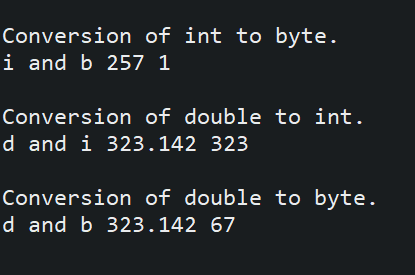 Conversion of int to byte.
i and b 257 1
Conversion of double to int.
d and i 323.142 323
Conversion of double to byte.
d and b 323.142 67